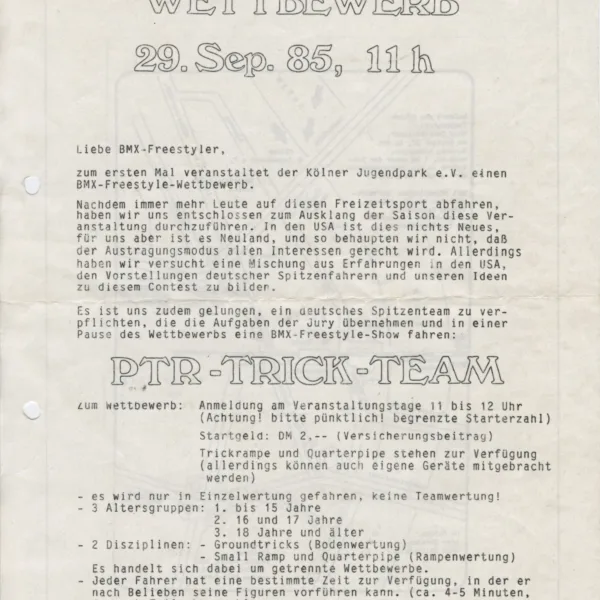 WETTBEWERB
29. Sep. 85, 11 h
Liebe BMX-Freestyler,
zum ersten Mal veranstaltet der Kölner Jugendpark e.V. einen
BMX-Freestyle-Wettbewerb.
Nachdem immer mehr Leute auf diesen Freizeitsport abfahren,
haben wir uns entschlossen zum Ausklang der Saison diese Ver-
anstaltung durchzuführen. In den USA ist dies nichts Neues,
für uns aber ist es Neuland, und so behaupten wir nicht, daß
der Austragungsmodus allen Interessen gerecht wird. Allerdings
haben wir versucht eine Mischung aus Erfahrungen in den USA,
den Vorstellungen deutscher Spitzenfahrern und unseren Ideen
zu diesem Contest zu bilden.
Es ist uns zudem gelungen, ein deutsches Spitzenteam zu ver-
pflichten, die die Aufgaben der Jury übernehmen und in einer
Pause des Wettbewerbs eine BMX-Freestyle-Show fahren:
PTR-TRICK-TEAM
zum Wettbewerb: Anmeldung am Veranstaltungstage 11 bis 12 Uhr
(Achtung! bitte pünktlich! begrenzte Starterzahl)
Startgeld: DM 2,-- (Versicherungsbeitrag)
Trickrampe und Quarterpipe stehen zur Verfügung
(allerdings können auch eigene Geräte mitgebracht
werden)
- es wird nur in Einzelwertung gefahren, keine Teamwertung!
- 3 Altersgruppen: 1. bis 15 Jahre
2. 16 und 17 Jahre
3. 18 Jahre und älter
- 2 Disziplinen: - Groundtricks (Bodenwertung)
- Small Ramp und Quarterpipe (Rampenwertung)
Es handelt sich dabei um getrennte Wettbewerbe.
- Jeder Fahrer hat eine bestimmte Zeit zur Verfügung, in der er
nach Belieben seine Figuren vorführen kann. (ca. 4-5 Minuten,